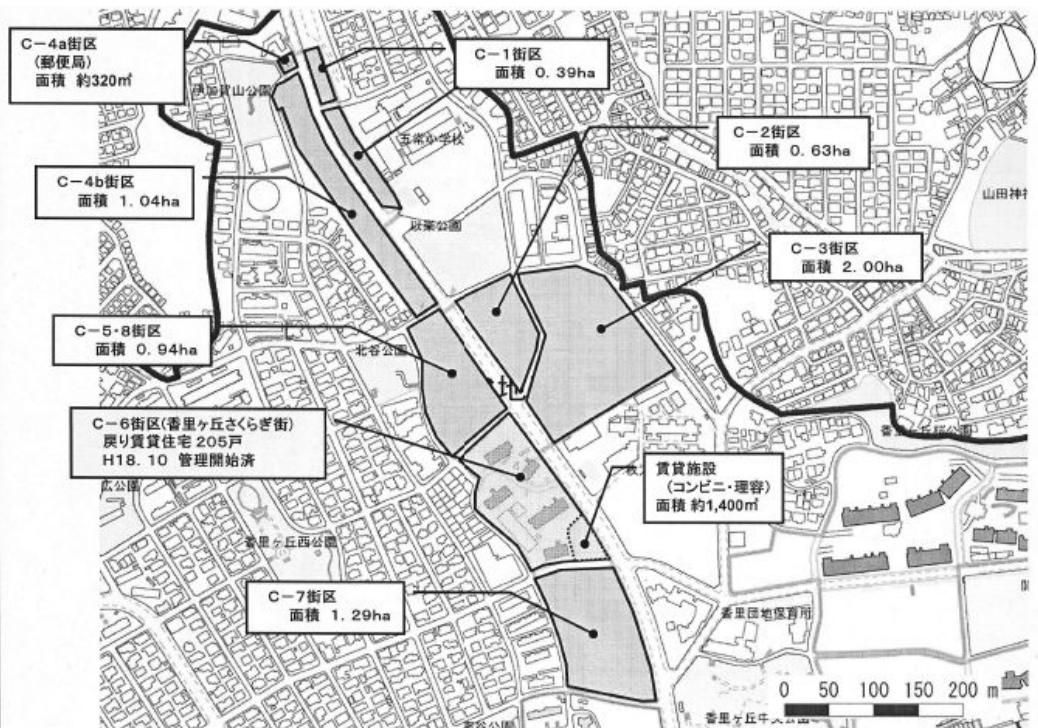 C-4a街区
(郵便局)
面積 約320㎡
C-1街区
面積 0.39ha
C-2街区
面積 0.63ha
C-4b街区
面積 1.04ha
C-3街区
面積 2.00ha
C-5・8街区
面積 0.94ha
C-6街区(香里ヶ丘さくらぎ街)
戻り賃貸住宅 205戸
H18.10 管理開始済
賃貸施設
(コンビニ・理容)
面積 約1,400㎡
C-7街区
面積 1.29ha
五常小学校
以楽公園
山田神社
北谷公園
広公園
香里ヶ丘西公園
香里団地保育所
0 50 100 150 200 m